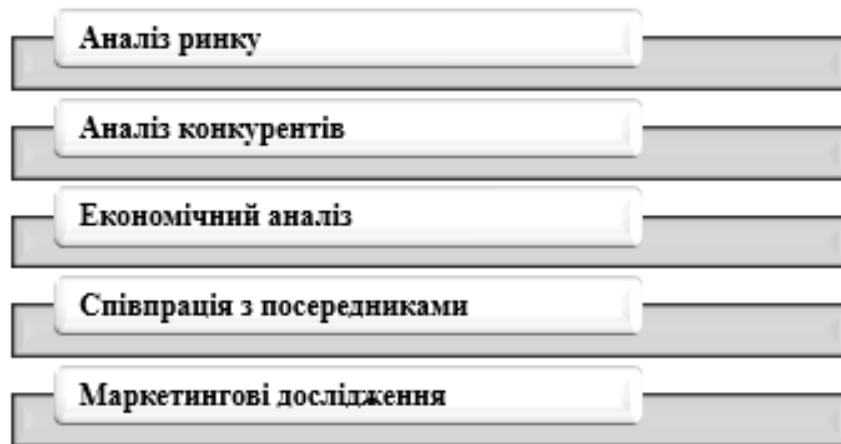 Аналіз ринку
Аналіз конкурентів
Економічний аналіз
Співпраця з посередниками
Маркетингові дослідження